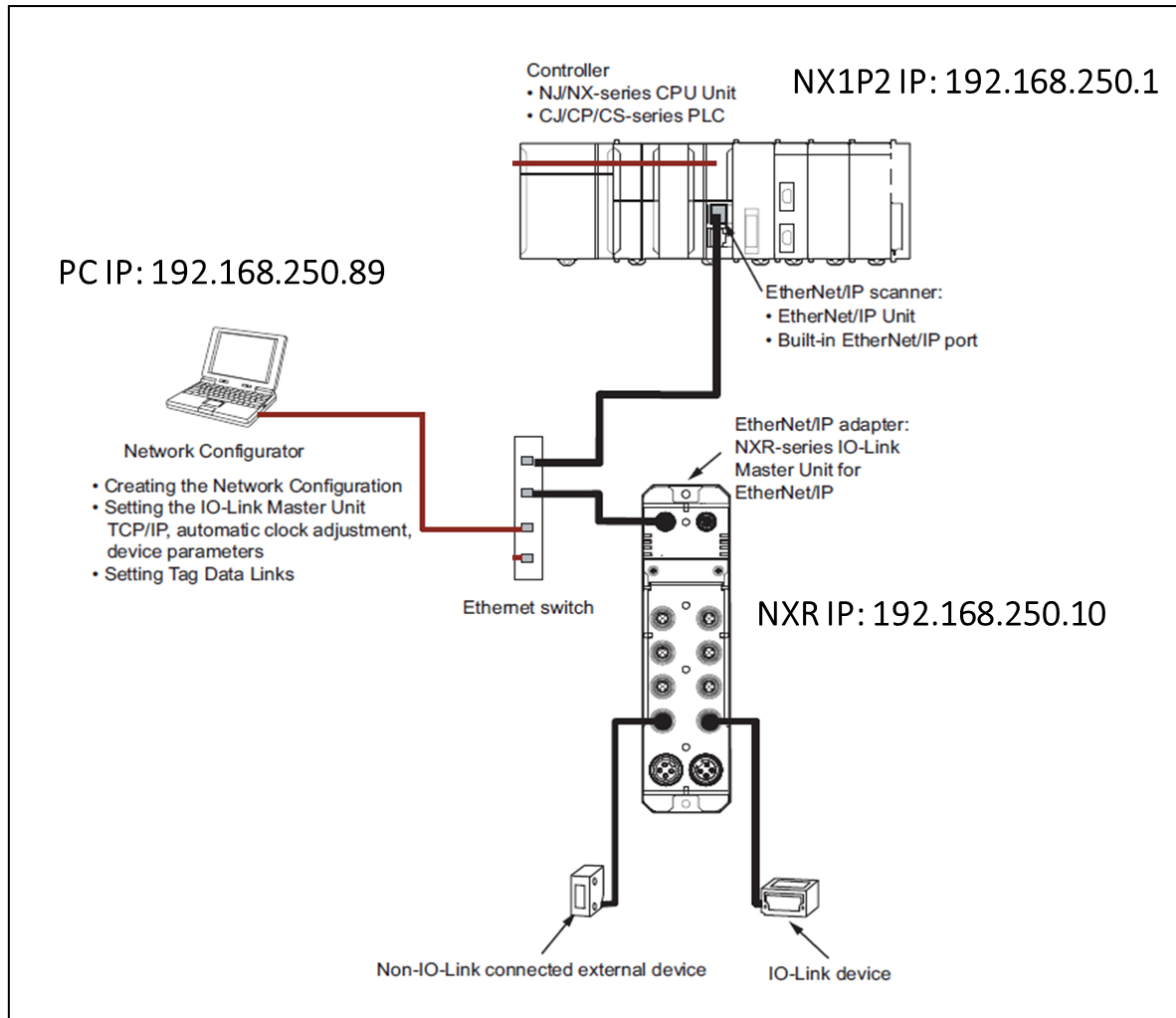 Controller
• NJ/NX-series CPU Unit
• CJ/CP/CS-series PLC
NX1P2 IP: 192.168.250.1
PC IP: 192.168.250.89
EtherNet/IP scanner:
• EtherNet/IP Unit
• Built-in EtherNet/IP port
EtherNet/IP adapter:
NXR-series IO-Link
Master Unit for
EtherNet/IP
Network Configurator
• Creating the Network Configuration
• Setting the IO-Link Master Unit
TCP/IP, automatic clock adjustment,
device parameters
• Setting Tag Data Links
Ethernet switch
NXR IP: 192.168.250.10
Non-IO-Link connected external device
IO-Link device